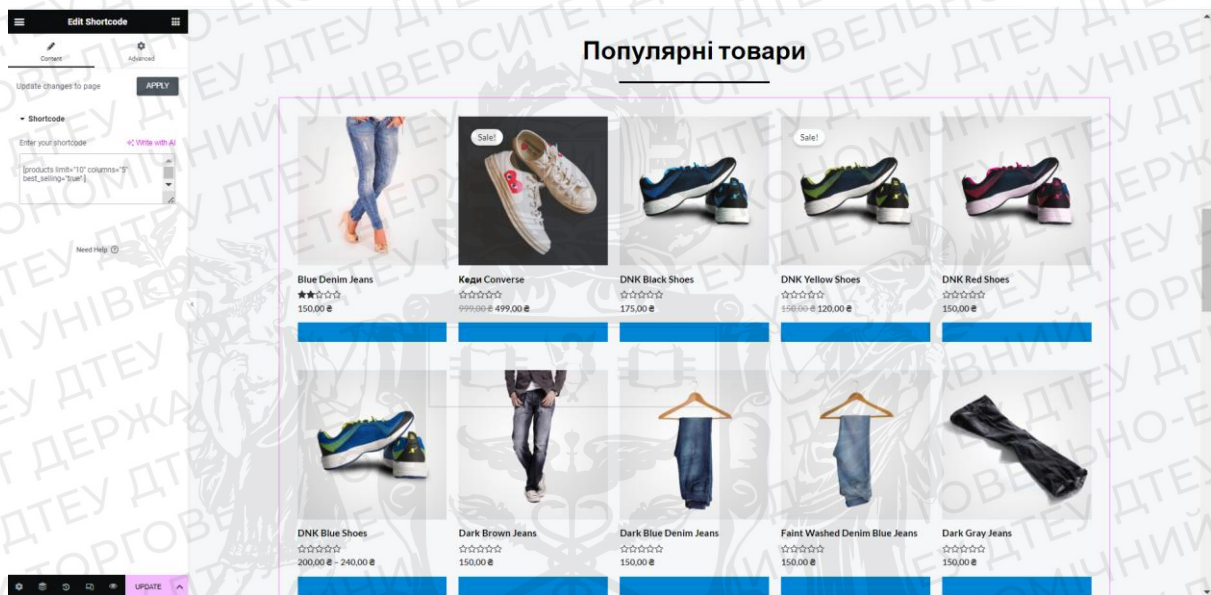 Edit Shortcode
Content
Advanced
Update changes to page
APPLY
Shortcode
Enter your shortcode
Write with AI
[products limit="10" columns="5"
best_selling="true" ]
Need Help
UPDATE
Популярні товари
Sale!
Sale!
Blue Denim Jeans
Кеди Converse
DNK Black Shoes
DNK Yellow Shoes
DNK Red Shoes
150,00 ₴
999,00 ₴ 499,00 ₴
175,00 ₴
150,00 ₴ 120,00 ₴
150,00 ₴
DNK Blue Shoes
Dark Brown Jeans
Dark Blue Denim Jeans
Faint Washed Denim Blue Jeans
Dark Gray Jeans
200,00 ₴ – 240,00 ₴
150,00 ₴
150,00 ₴
150,00 ₴
150,00 ₴